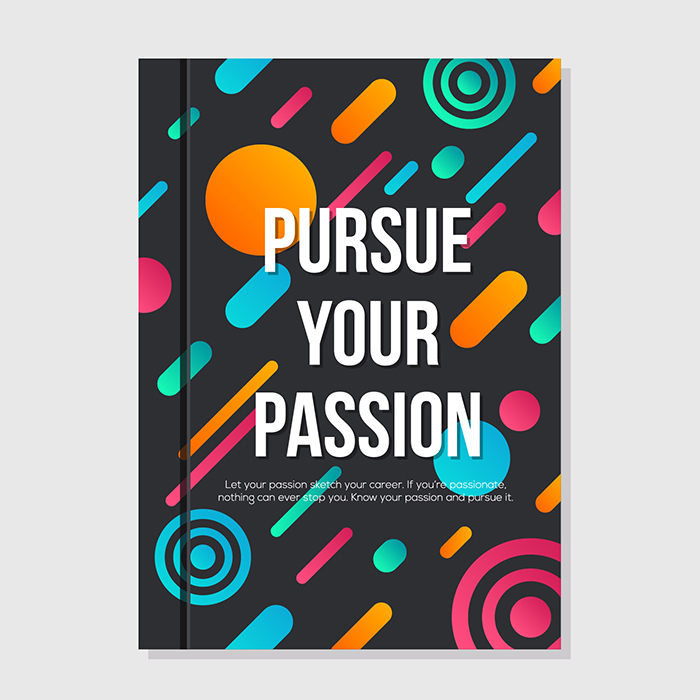 PURSUE
YOUR
PASSION
Let your passion sketch your career. If you're passionate,
nothing can ever stop you. Know your passion and pursue it.